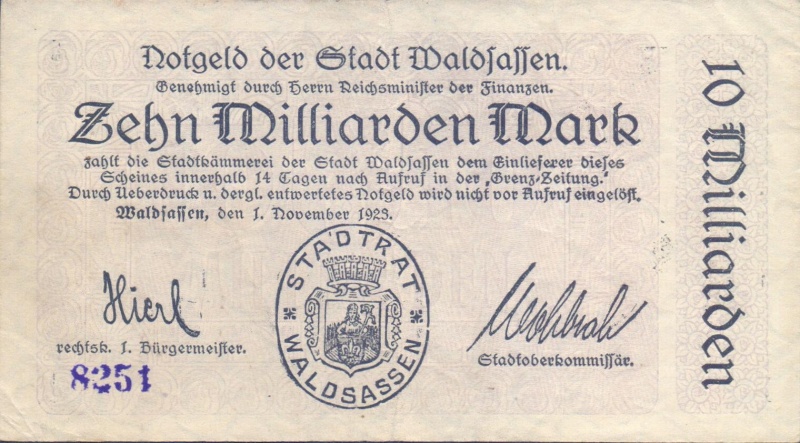 Notgeld der Stadt Waldsassen.
Genehmigt durch Herrn Reichsminister der Finanzen.
Zehn Milliarden Mark
zahlt die Stadtkämmerei der Stadt Waldsassen dem Einlieferer dieses
Scheines innerhalb 14 Tagen nach Aufruf in der „Grenz-Zeitung.“
Durch Ueberdruck u. dergl. entwertetes Notgeld wird nicht vor Aufruf eingelöst.
Waldsassen, den 1. November 1923.
STADTRAT
WALDSASSEN
Hierl
rechtsk. 1. Bürgermeister.
8251
Stadtoberkommissär.
10 Milliarden